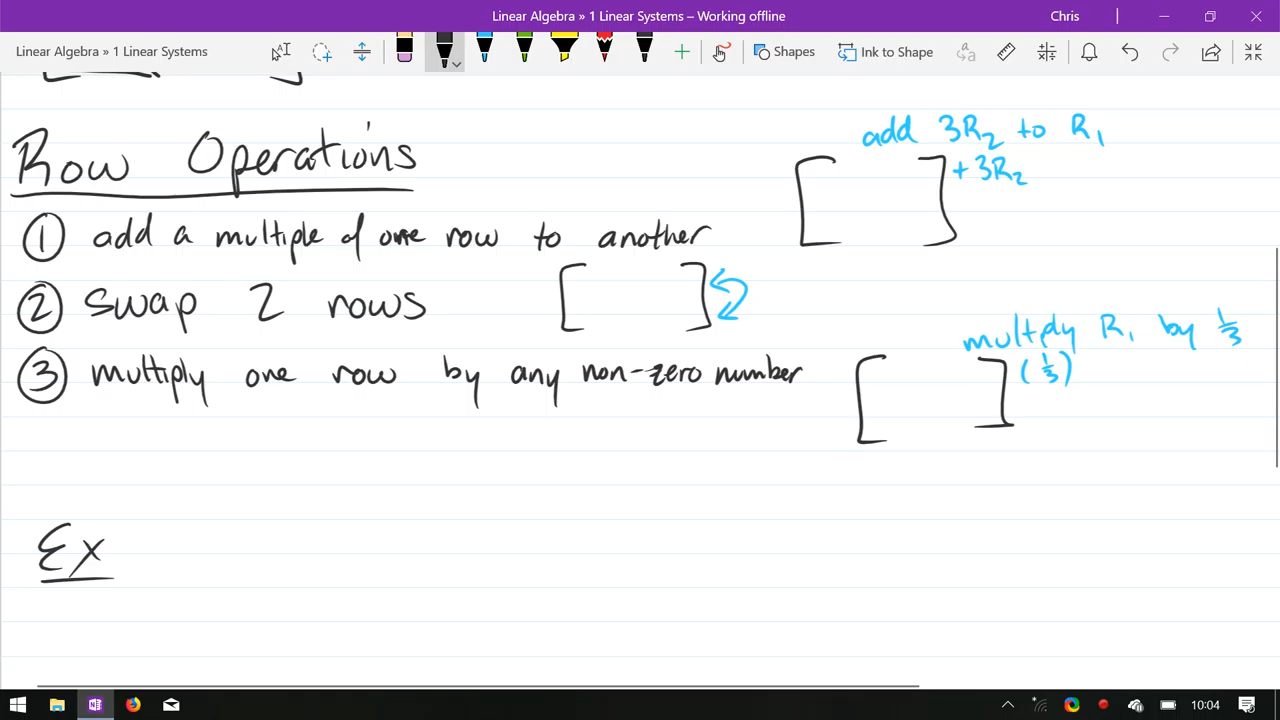 Linear Algebra » 1 Linear Systems – Working offline
Chris
Linear Algebra » 1 Linear Systems
Shapes
Ink to Shape
Row Operations
add 3R₂ to R₁
+3R₂
① add a multiple of one row to another
② swap 2 rows
③ multiply one row by any non-zero number
multiply R₁ by 1/3
(1/3)
Ex
10:04